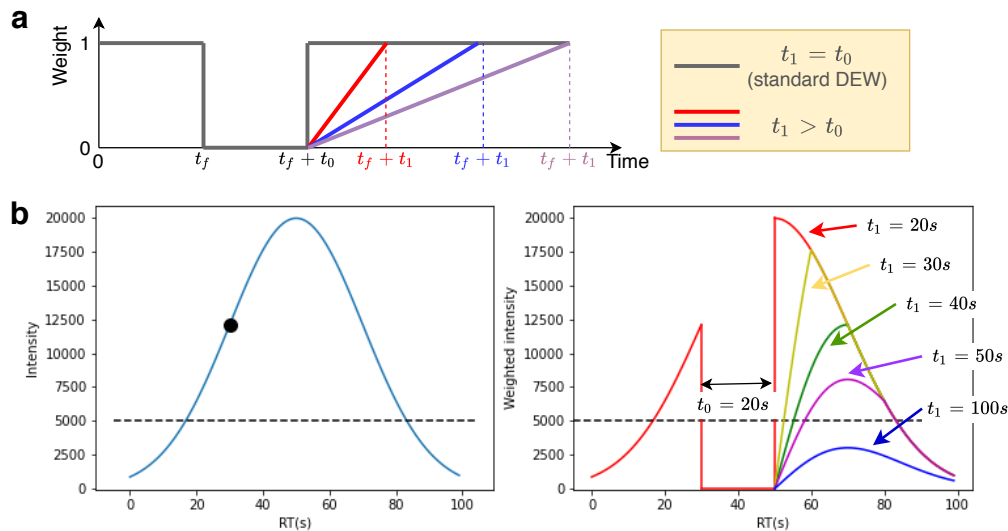 a
Weight
1
0
0
t_f
t_f + t_0
t_f + t_1
t_f + t_1
t_f + t_1
Time
t_1 = t_0
(standard DEW)
t_1 > t_0
b
Intensity
20000
17500
15000
12500
10000
7500
5000
2500
0
0
20
40
60
80
100
RT(s)
Weighted intensity
20000
17500
15000
12500
10000
7500
5000
2500
0
0
20
40
60
80
100
RT(s)
t_0 = 20s
t_1 = 20s
t_1 = 30s
t_1 = 40s
t_1 = 50s
t_1 = 100s